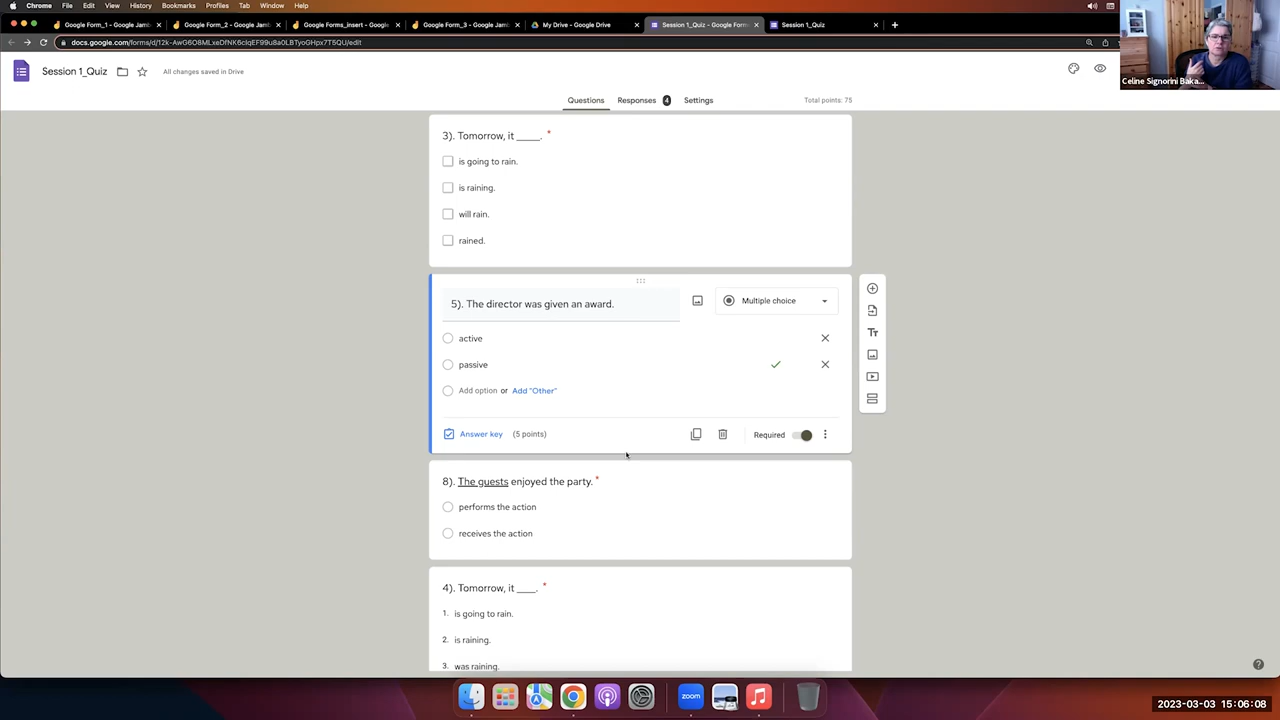 Chrome File Edit View History Bookmarks Profiles Tab Window Help
Google Form_1 - Google Jamb
Google Form_2 - Google Jamb
Google Forms_insert - Google
Google Form_3 - Google Jamb
My Drive - Google Drive
Session 1_Quiz - Google Form
Session 1_Quiz
docs.google.com/forms/d/12k-AwG6O8MLxeDfNK6clqEF99u8a0LBTyoGHpx7T5QU/edit
Celine Signorini Baka...
Session 1_Quiz
All changes saved in Drive
Questions
Responses 4
Settings
Total points: 75
3). Tomorrow, it ____. *
is going to rain.
is raining.
will rain.
rained.
5). The director was given an award.
Multiple choice
active
passive
Add option or Add "Other"
Answer key (5 points)
Required
8). The guests enjoyed the party. *
performs the action
receives the action
4). Tomorrow, it ___. *
1. is going to rain.
2. is raining.
3. was raining.
zoom
2023-03-03 15:06:08